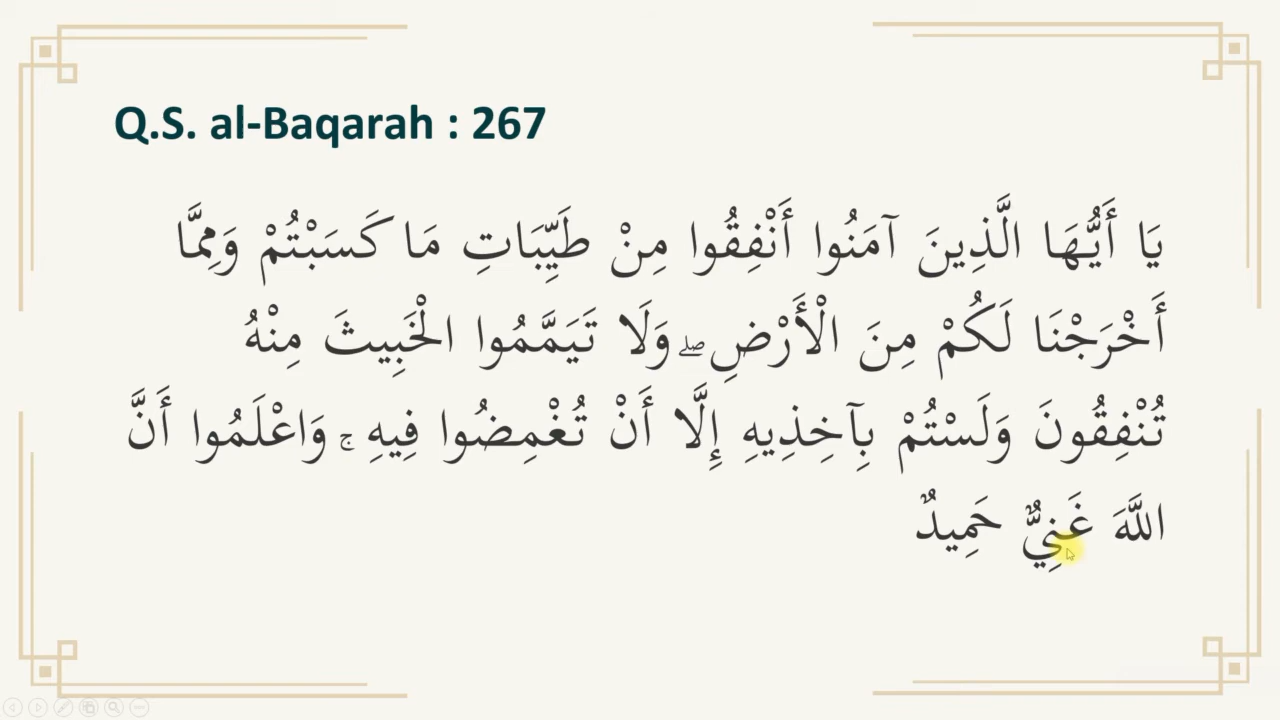 Q.S. al-Baqarah : 267
يَا أَيُّهَا الَّذِينَ آمَنُوا أَنْفِقُوا مِنْ طَيِّبَاتِ مَا كَسَبْتُمْ وَمِمَّا
أَخْرَجْنَا لَكُمْ مِنَ الْأَرْضِ ۖ وَلَا تَيَمَّمُوا الْخَبِيثَ مِنْهُ
تُنْفِقُونَ وَلَسْتُمْ بِآخِذِيهِ إِلَّا أَنْ تُغْمِضُوا فِيهِ ۚ وَاعْلَمُوا أَنَّ
اللَّهَ غَنِيٌّ حَمِيدٌ